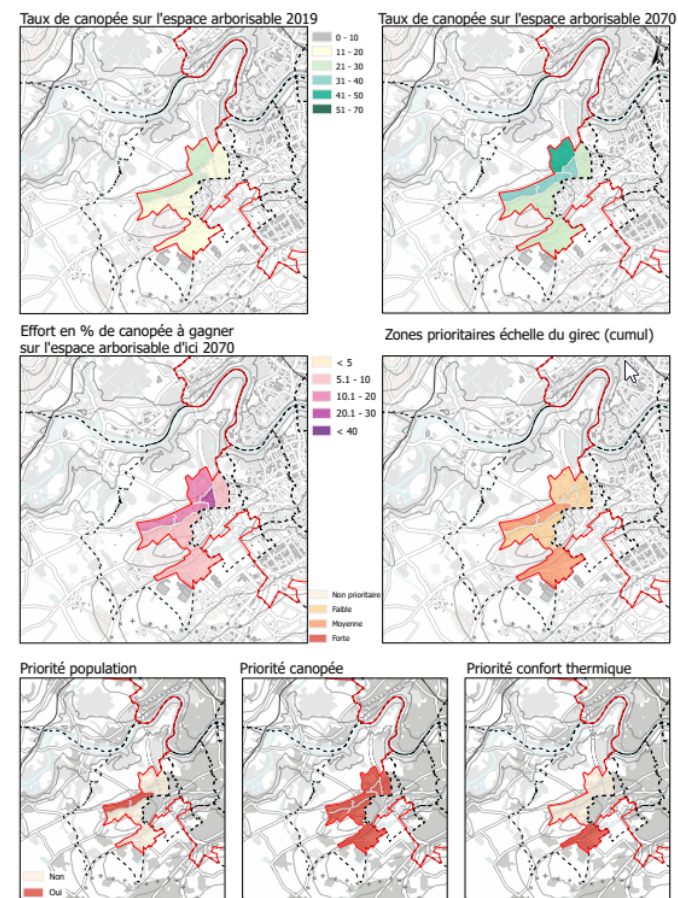 Taux de canopée sur l'espace arborisable 2019
0 - 10
11 - 20
21 - 30
31 - 40
41 - 50
51 - 70
Taux de canopée sur l'espace arborisable 2070
Effort en % de canopée à gagner
sur l'espace arborisable d'ici 2070
< 5
5.1 - 10
10.1 - 20
20.1 - 30
< 40
Zones prioritaires échelle du girec (cumul)
Non prioritaire
Faible
Moyenne
Forte
Priorité population
Non
Oui
Priorité canopée
Priorité confort thermique